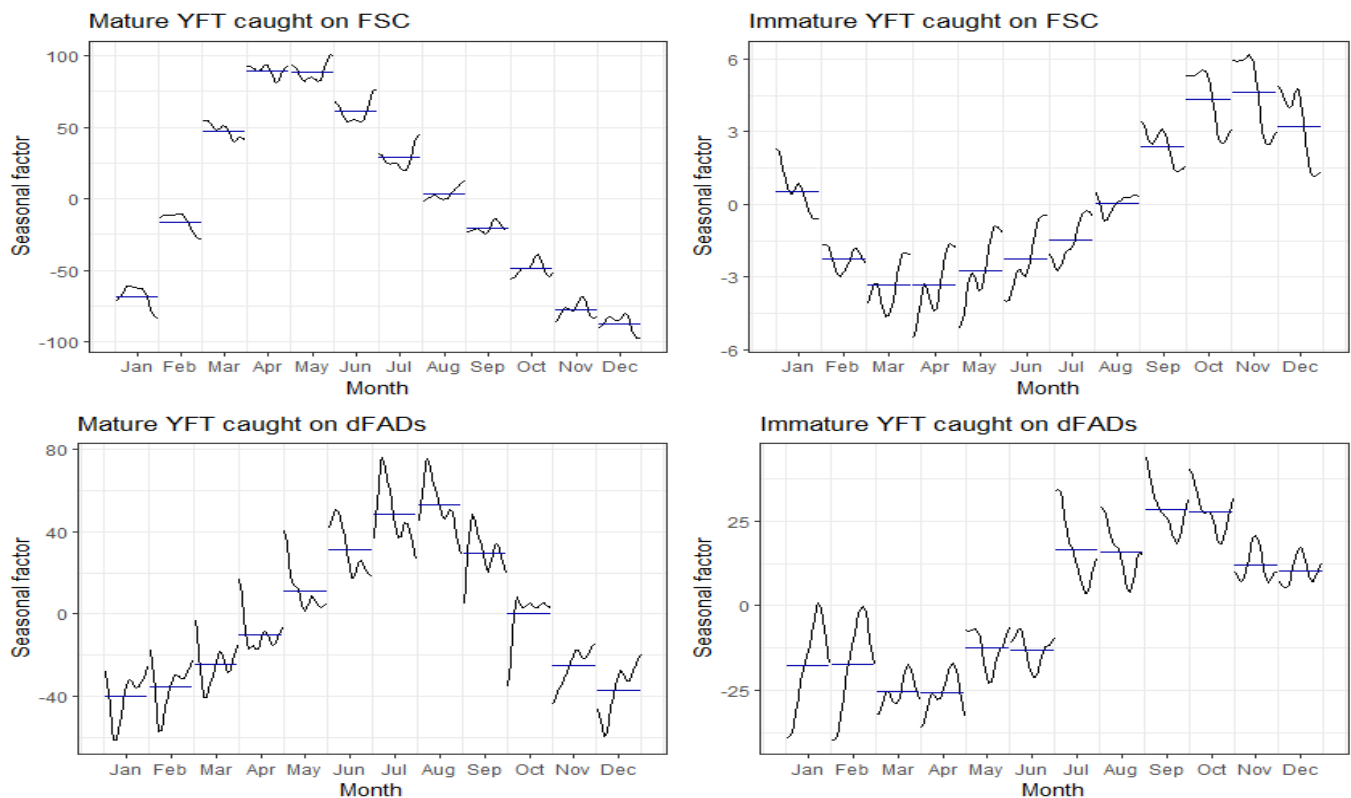 Mature YFT caught on FSC
100
50
0
-50
-100
Seasonal factor
Jan Feb Mar Apr May Jun Jul Aug Sep Oct Nov Dec
Month
Immature YFT caught on FSC
6
3
0
-3
-6
Seasonal factor
Jan Feb Mar Apr May Jun Jul Aug Sep Oct Nov Dec
Month
Mature YFT caught on dFADs
80
40
0
-40
Seasonal factor
Jan Feb Mar Apr May Jun Jul Aug Sep Oct Nov Dec
Month
Immature YFT caught on dFADs
25
0
-25
Seasonal factor
Jan Feb Mar Apr May Jun Jul Aug Sep Oct Nov Dec
Month